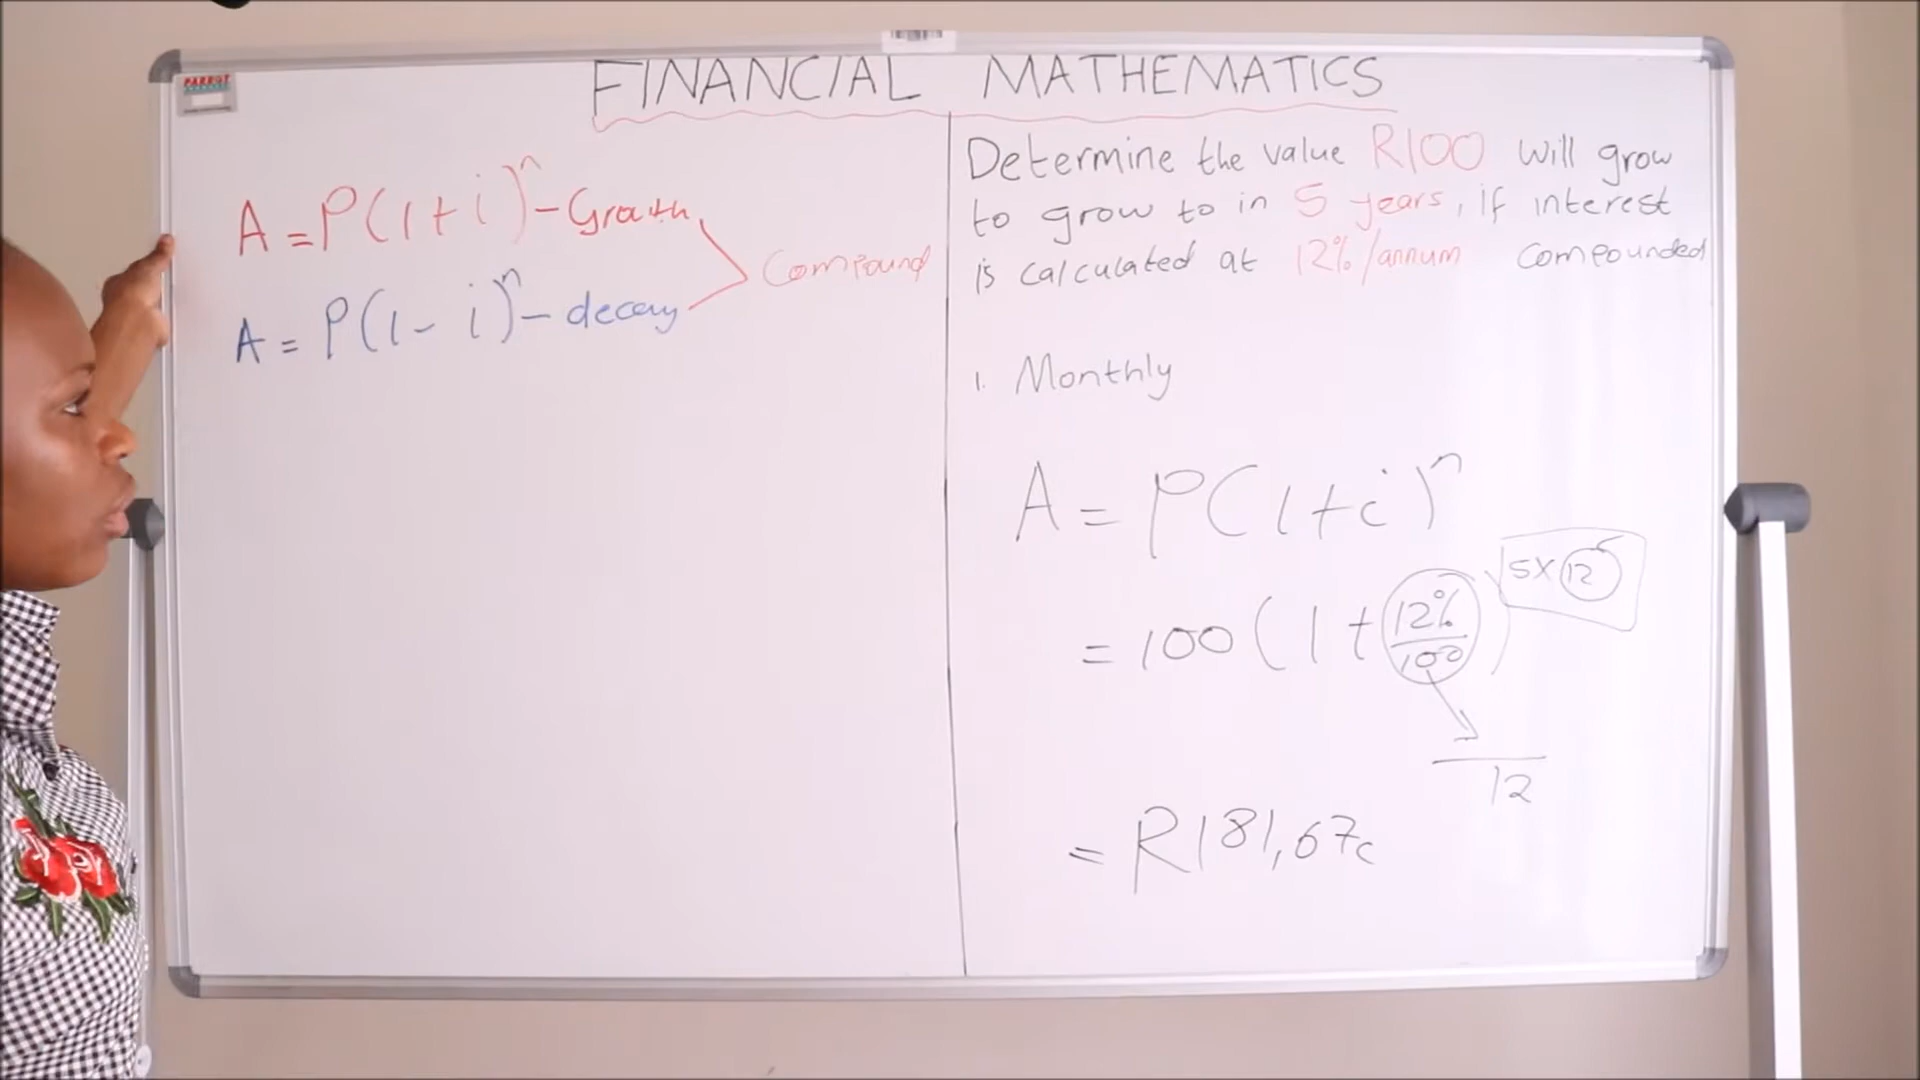 FINANCIAL MATHEMATICS
PARROT
A = P(1+i)^n - Growth
A = P(1-i)^n - decay
Compound
Determine the value R100 will grow
to grow to in 5 years, if interest
is calculated at 12%/annum compounded
1. Monthly
A = P(1+i)^n
= 100(1+12%/100)^5×12
12
= R181,67c